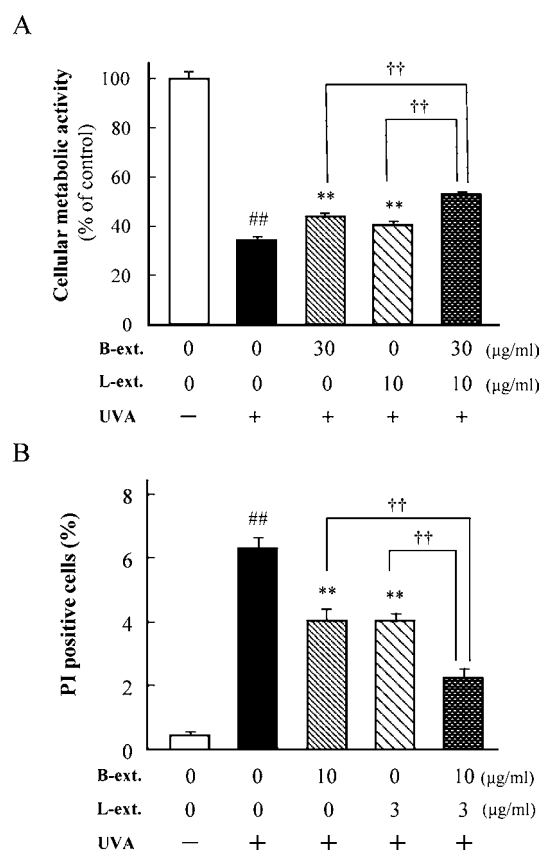 A
Cellular metabolic activity
(% of control)
100
80
60
40
20
0
##
**
**
††
††
B-ext. 0 0 30 0 30 (μg/ml)
L-ext. 0 0 0 10 10 (μg/ml)
UVA — + + + +
B
PI positive cells (%)
8
6
4
2
0
##
**
**
††
††
B-ext. 0 0 10 0 10 (μg/ml)
L-ext. 0 0 0 3 3 (μg/ml)
UVA — + + + +